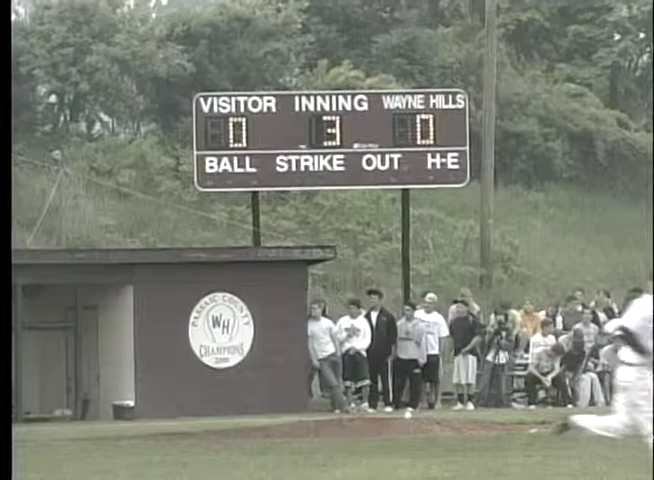 VISITOR INNING WAYNE HILLS
0 3 0
BALL STRIKE OUT H-E
PASSAIC COUNTY
WH
CHAMPIONS